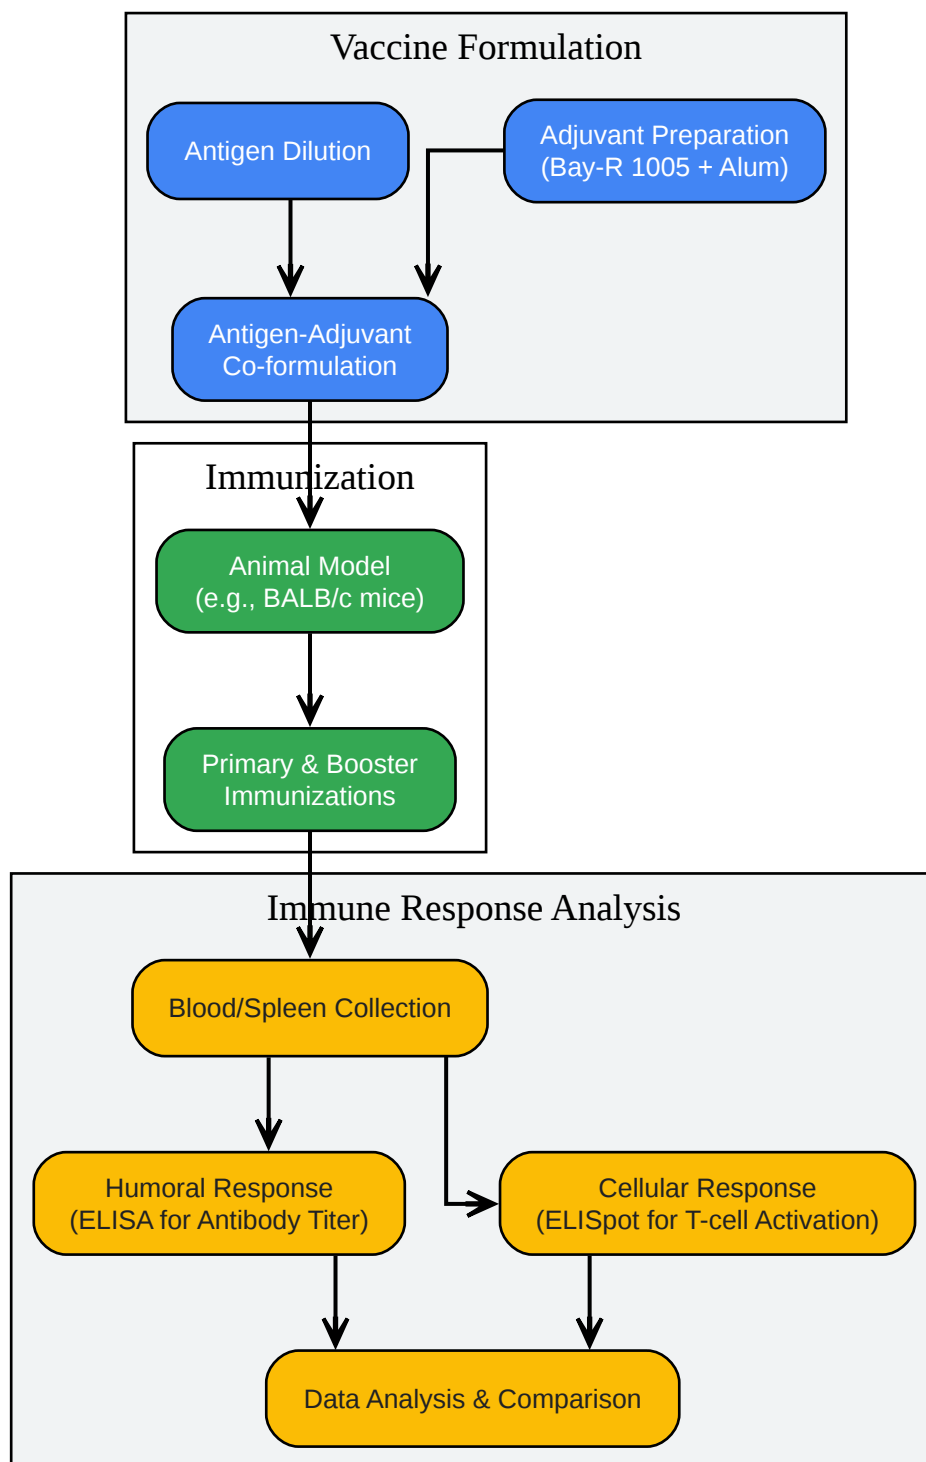 Vaccine Formulation
Antigen Dilution
Adjuvant Preparation
(Bay-R 1005 + Alum)
Antigen-Adjuvant
Co-formulation
Immunization
Animal Model
(e.g., BALB/c mice)
Primary & Booster
Immunizations
Immune Response Analysis
Blood/Spleen Collection
Humoral Response
(ELISA for Antibody Titer)
Cellular Response
(ELISpot for T-cell Activation)
Data Analysis & Comparison